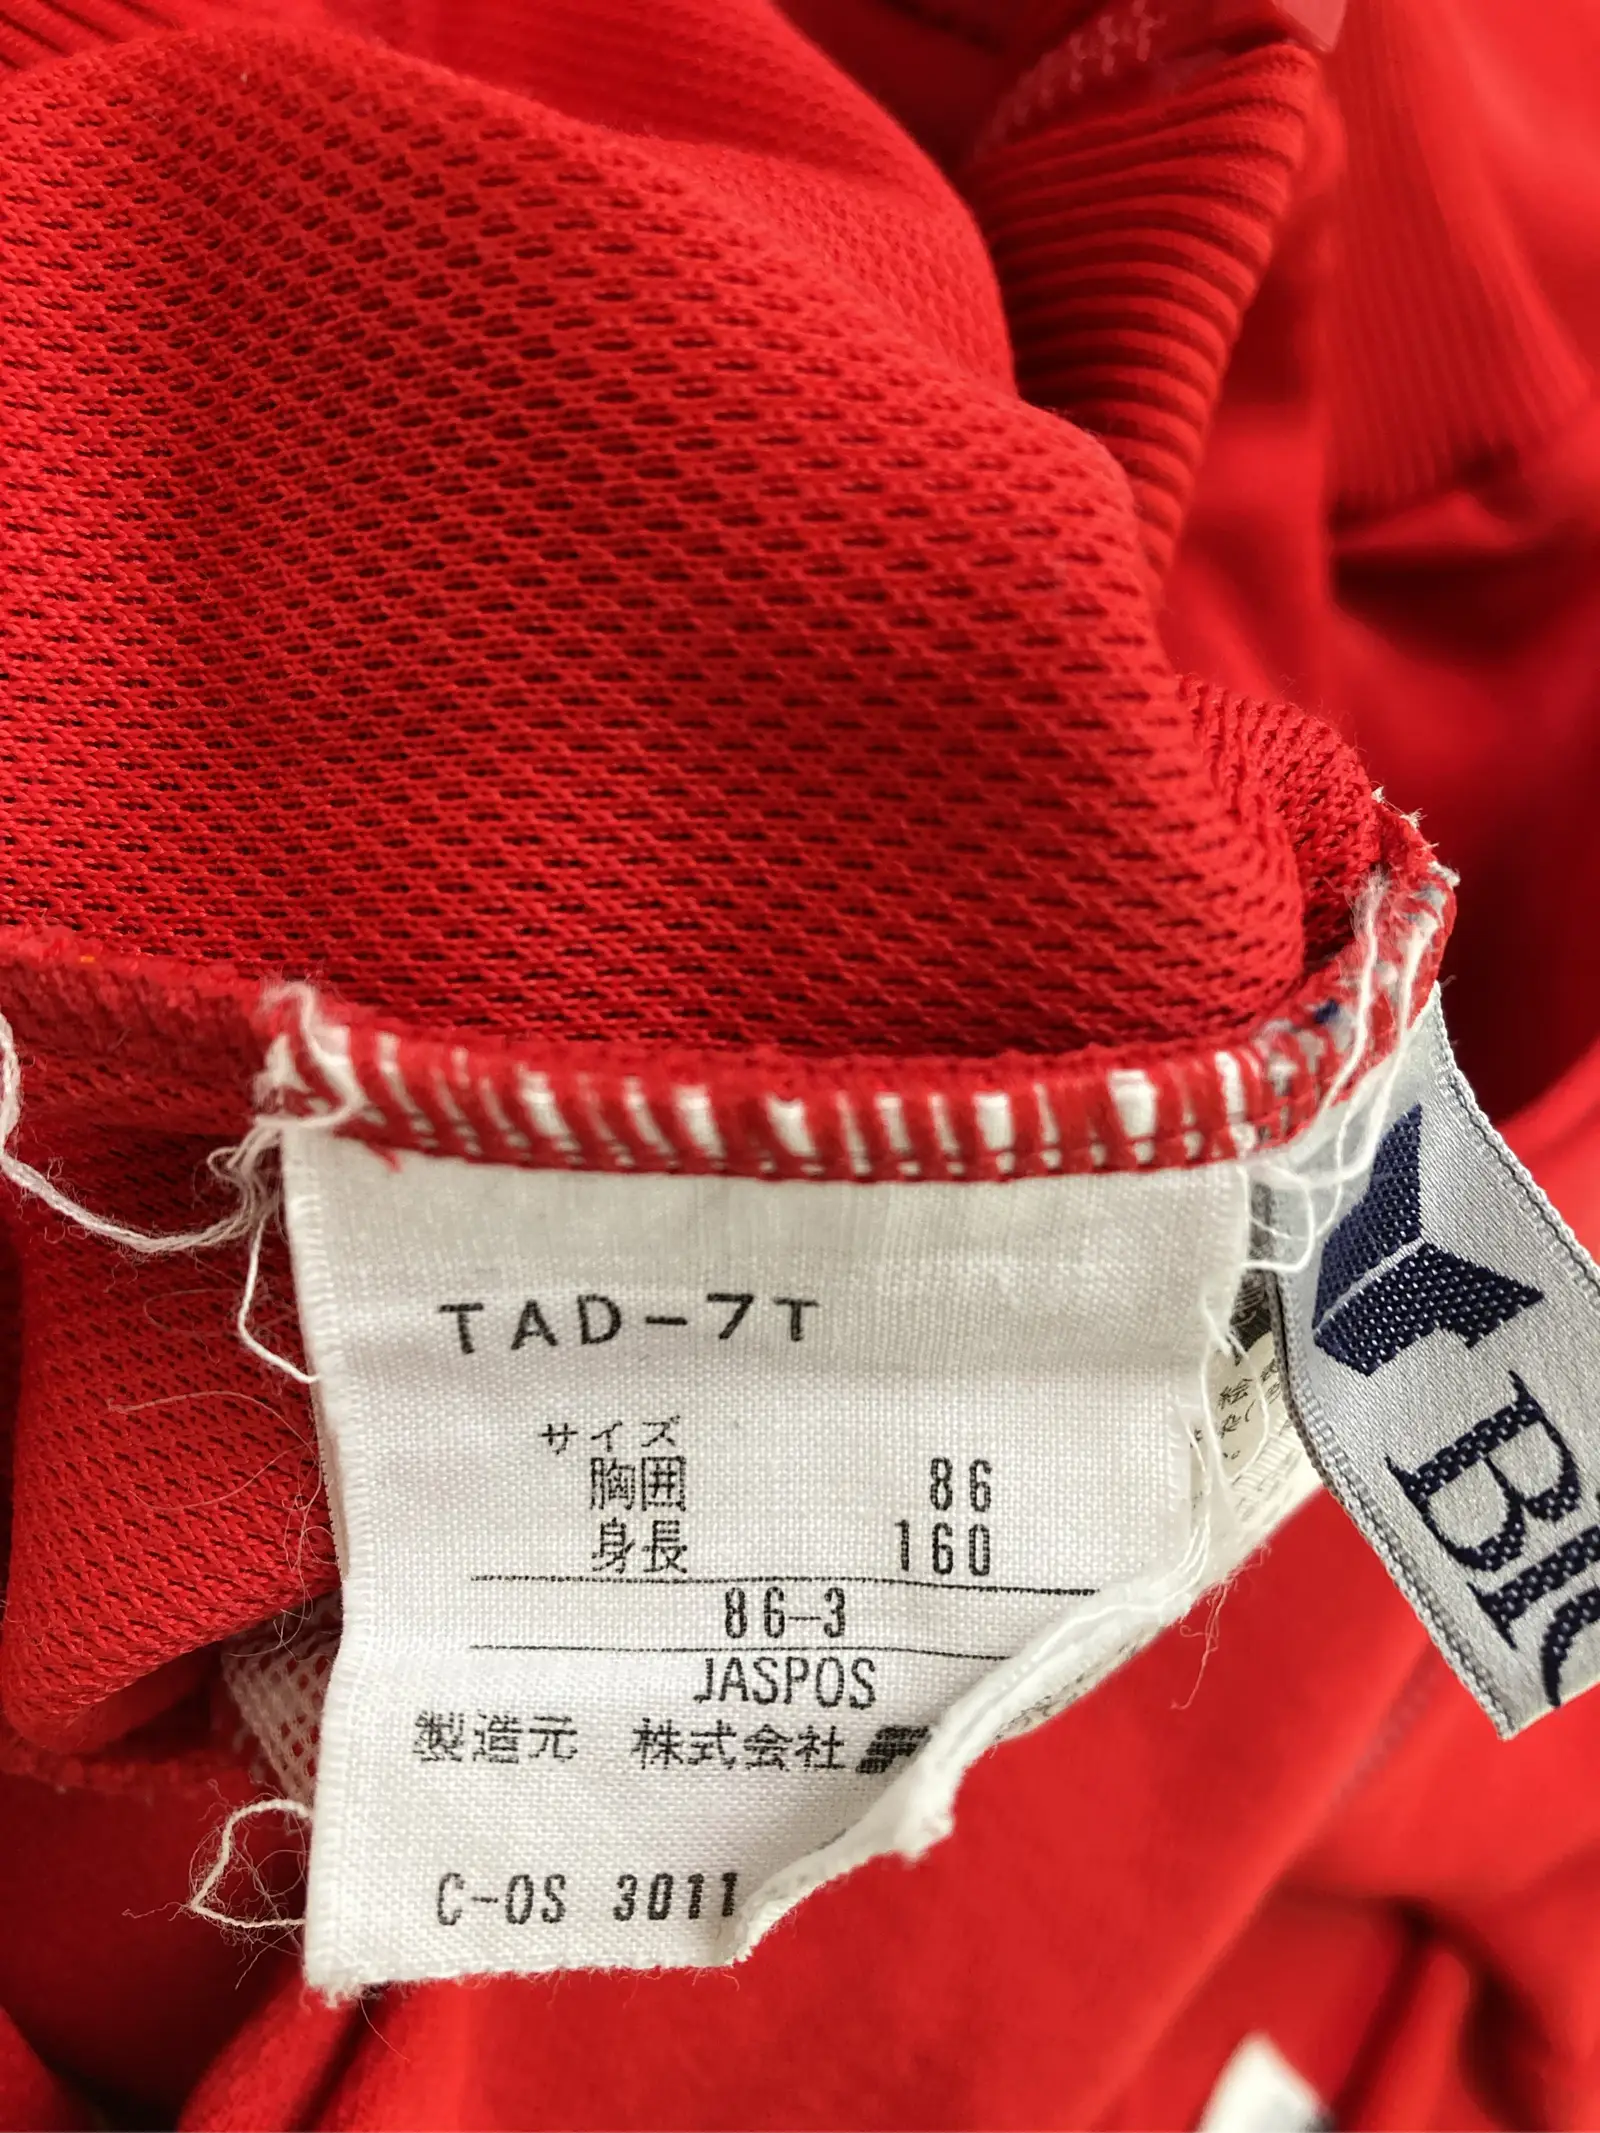 TAD-7T
サイズ
胸囲 86
身長 160
86-3
JASPOS
製造元 株式会社
C-OS 3011